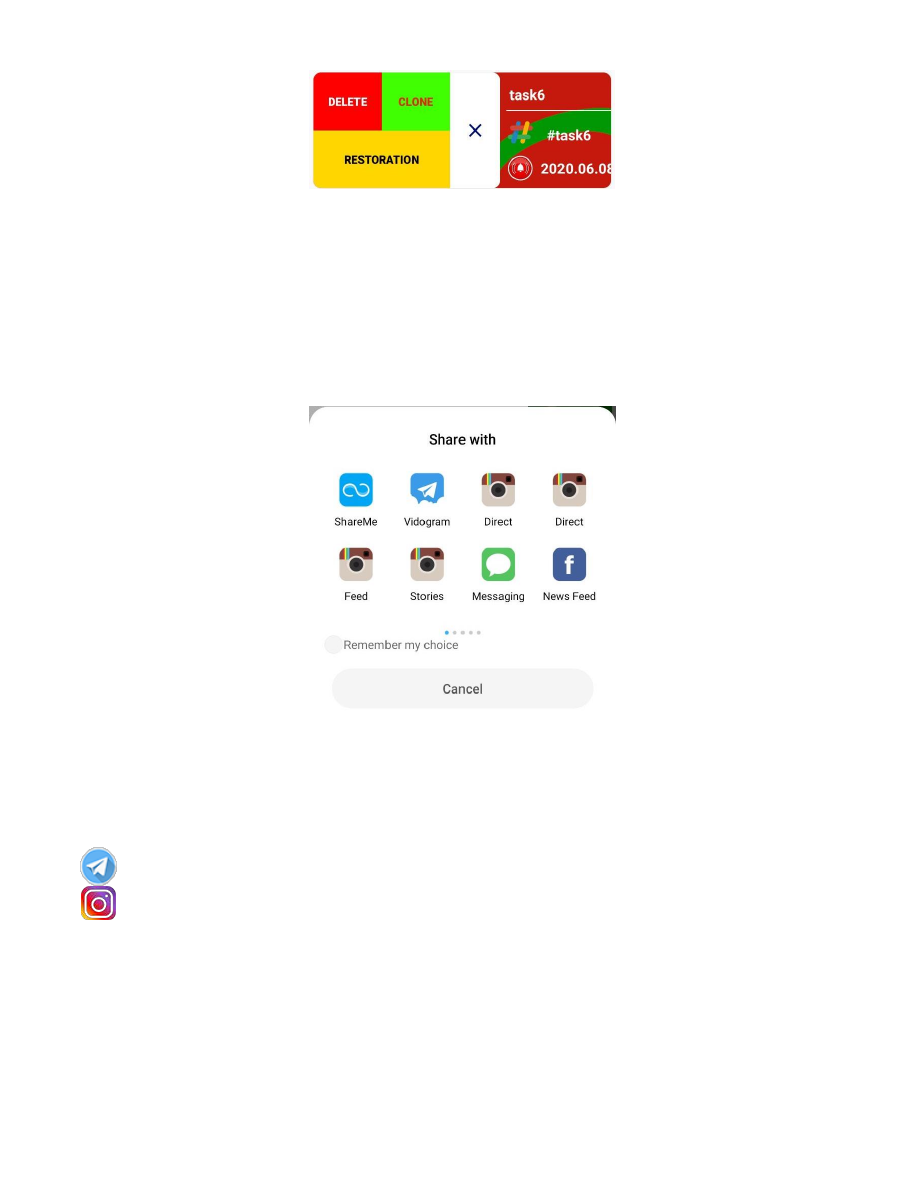 task6
DELETE CLONE
#task6
RESTORATION
2020.06.08
Share with
ShareMe Vidogram Direct Direct
Feed Stories Messaging News Feed
Remember my choice
Cancel